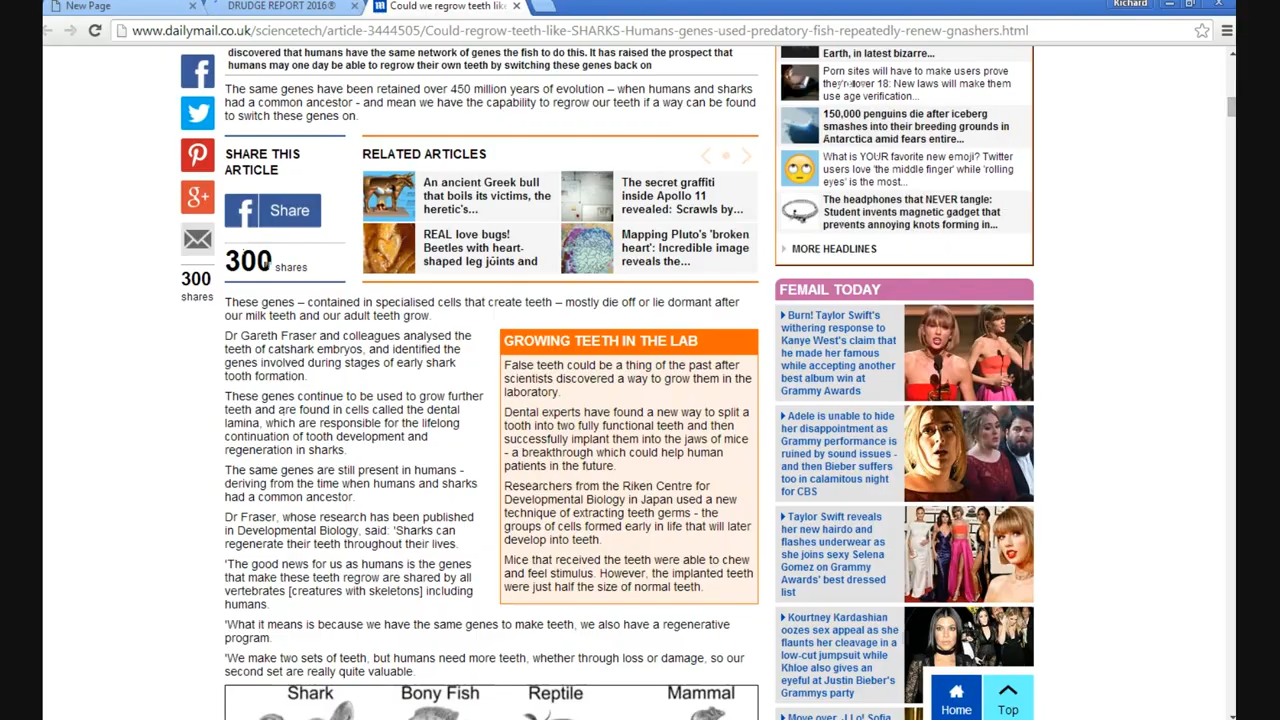 New Page
DRUDGE REPORT 2016®
Could we regrow teeth like
Richard
www.dailymail.co.uk/sciencetech/article-3444505/Could-regrow-teeth-like-SHARKS-Humans-genes-used-predatory-fish-repeatedly-renew-gnashers.html
discovered that humans have the same network of genes the fish to do this. It has raised the prospect that
humans may one day be able to regrow their own teeth by switching these genes back on
The same genes have been retained over 450 million years of evolution – when humans and sharks
had a common ancestor - and mean we have the capability to regrow our teeth if a way can be found
to switch these genes on.
SHARE THIS
ARTICLE
Share
300 shares
300
shares
RELATED ARTICLES
An ancient Greek bull
that boils its victims, the
heretic's...
The secret graffiti
inside Apollo 11
revealed: Scrawls by...
REAL love bugs!
Beetles with heart-
shaped leg joints and
Mapping Pluto's 'broken
heart': Incredible image
reveals the...
These genes – contained in specialised cells that create teeth – mostly die off or lie dormant after
our milk teeth and our adult teeth grow.
Dr Gareth Fraser and colleagues analysed the
teeth of catshark embryos, and identified the
genes involved during stages of early shark
tooth formation.
These genes continue to be used to grow further
teeth and are found in cells called the dental
lamina, which are responsible for the lifelong
continuation of tooth development and
regeneration in sharks.
The same genes are still present in humans -
deriving from the time when humans and sharks
had a common ancestor.
Dr Fraser, whose research has been published
in Developmental Biology, said: 'Sharks can
regenerate their teeth throughout their lives.
'The good news for us as humans is the genes
that make these teeth regrow are shared by all
vertebrates [creatures with skeletons] including
humans.
'What it means is because we have the same genes to make teeth, we also have a regenerative
program.
'We make two sets of teeth, but humans need more teeth, whether through loss or damage, so our
second set are really quite valuable.
GROWING TEETH IN THE LAB
False teeth could be a thing of the past after
scientists discovered a way to grow them in the
laboratory.
Dental experts have found a new way to split a
tooth into two fully functional teeth and then
successfully implant them into the jaws of mice
- a breakthrough which could help human
patients in the future.
Researchers from the Riken Centre for
Developmental Biology in Japan used a new
technique of extracting teeth germs - the
groups of cells formed early in life that will later
develop into teeth.
Mice that received the teeth were able to chew
and feel stimulus. However, the implanted teeth
were just half the size of normal teeth.
Shark Bony Fish Reptile Mammal
Earth, in latest bizarre...
Porn sites will have to make users prove
they're over 18: New laws will make them
use age verification...
150,000 penguins die after iceberg
smashes into their breeding grounds in
Antarctica amid fears entire...
What is YOUR favorite new emoji? Twitter
users love 'the middle finger' while 'rolling
eyes' is the most...
The headphones that NEVER tangle:
Student invents magnetic gadget that
prevents annoying knots forming in...
MORE HEADLINES
FEMAIL TODAY
Burn! Taylor Swift's
withering response to
Kanye West's claim that
he made her famous
while accepting another
best album win at
Grammy Awards
Adele is unable to hide
her disappointment as
Grammy performance is
ruined by sound issues -
and then Bieber suffers
too in calamitous night
for CBS
Taylor Swift reveals
her new hairdo and
flashes underwear as
she joins sexy Selena
Gomez on Grammy
Awards' best dressed
list
Kourtney Kardashian
oozes sex appeal as she
flaunts her cleavage in a
low-cut jumpsuit while
Khloe also gives an
eyeful at Justin Bieber's
Grammys party
Move over, J.Lo! Sofia
Home
Top